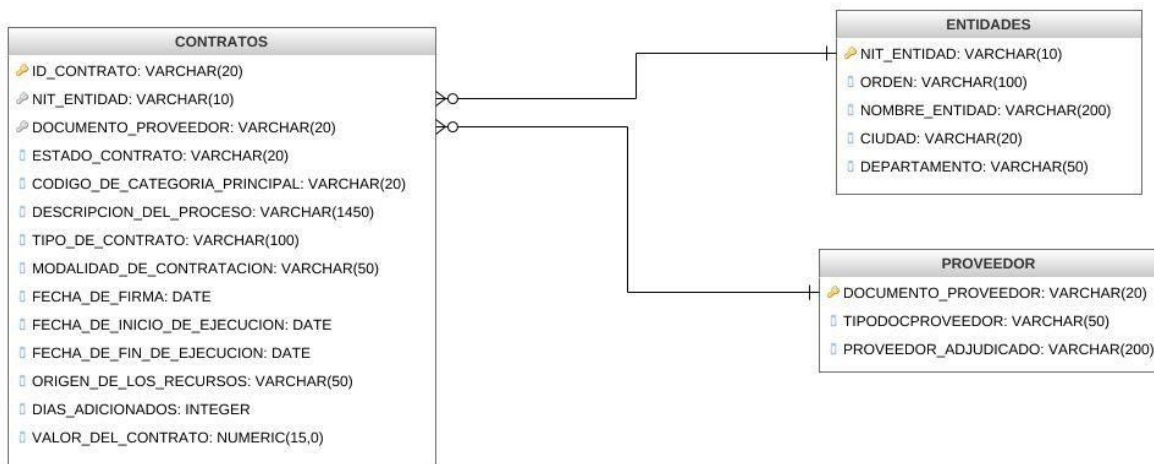 CONTRATOS
ID_CONTRATO: VARCHAR(20)
NIT_ENTIDAD: VARCHAR(10)
DOCUMENTO_PROVEEDOR: VARCHAR(20)
ESTADO_CONTRATO: VARCHAR(20)
CODIGO_DE_CATEGORIA_PRINCIPAL: VARCHAR(20)
DESCRIPCION_DEL_PROCESO: VARCHAR(1450)
TIPO_DE_CONTRATO: VARCHAR(100)
MODALIDAD_DE_CONTRATACION: VARCHAR(50)
FECHA_DE_FIRMA: DATE
FECHA_DE_INICIO_DE_EJECUCION: DATE
FECHA_DE_FIN_DE_EJECUCION: DATE
ORIGEN_DE_LOS_RECURSOS: VARCHAR(50)
DIAS_ADICIONADOS: INTEGER
VALOR_DEL_CONTRATO: NUMERIC(15,0)
ENTIDADES
NIT_ENTIDAD: VARCHAR(10)
ORDEN: VARCHAR(100)
NOMBRE_ENTIDAD: VARCHAR(200)
CIUDAD: VARCHAR(20)
DEPARTAMENTO: VARCHAR(50)
PROVEEDOR
DOCUMENTO_PROVEEDOR: VARCHAR(20)
TIPODOCPROVEEDOR: VARCHAR(50)
PROVEEDOR_ADJUDICADO: VARCHAR(200)